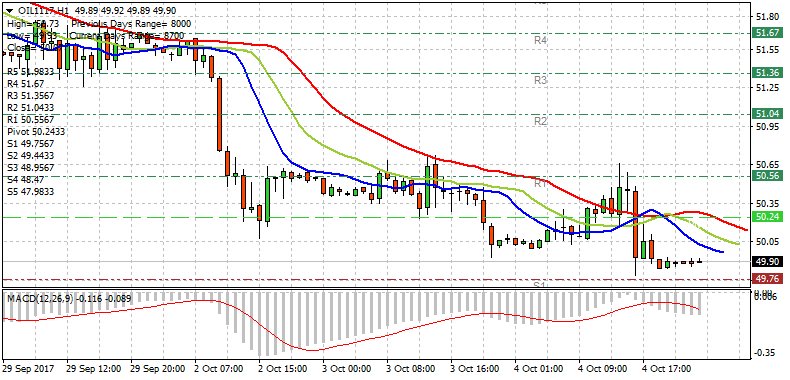 OIL1117,H1 49.89 49.92 49.89 49.90
Previous Days Range= 8000
Current Days Range= 8700
R5 51.9833
R4 51.67
R3 51.3567
R2 51.0433
R1 50.5567
Pivot 50.2433
S1 49.7567
S2 49.4433
S3 48.9567
S4 48.47
S5 47.9833
R4
R3
R2
R1
S1
51.80
51.67
51.55
51.36
51.25
51.04
50.95
50.65
50.56
50.35
50.24
50.05
49.90
49.76
MACD(12,26,9) -0.116 -0.089
0.006
-0.35
29 Sep 2017
29 Sep 12:00
29 Sep 20:00
2 Oct 07:00
2 Oct 15:00
3 Oct 00:00
3 Oct 08:00
3 Oct 16:00
4 Oct 01:00
4 Oct 09:00
4 Oct 17:00